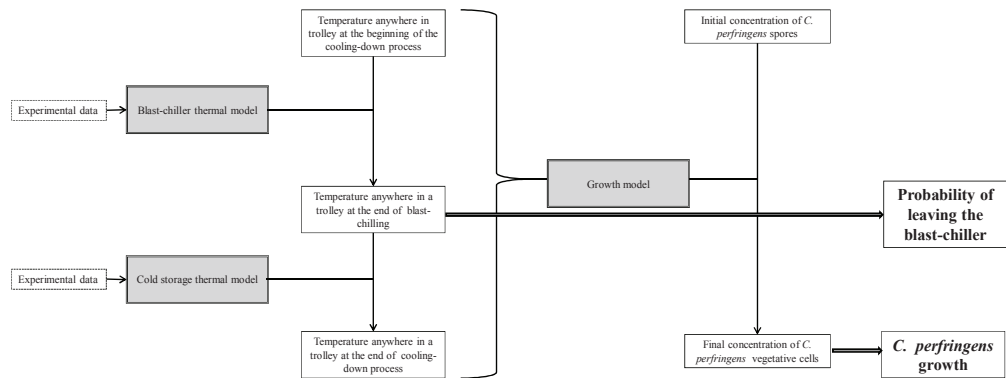 Temperature anywhere in
trolley at the beginning of the
cooling-down process
Initial concentration of C.
perfringens spores
Experimental data
Blast-chiller thermal model
Growth model
Temperature anywhere in a
trolley at the end of blast-
chilling
Probability of
leaving the
blast-chiller
Experimental data
Cold storage thermal model
Temperature anywhere in a
trolley at the end of cooling-
down process
Final concentration of C.
perfringens vegetative cells
C. perfringens
growth